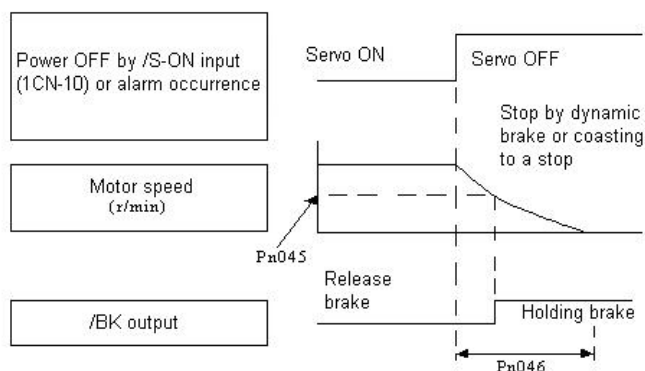 Power OFF by /S-ON input
(1CN-10) or alarm occurrence
Servo ON
Servo OFF
Stop by dynamic
brake or coasting
to a stop
Motor speed
(r/min)
Pn045
Release
brake
/BK output
Holding brake
Pn046